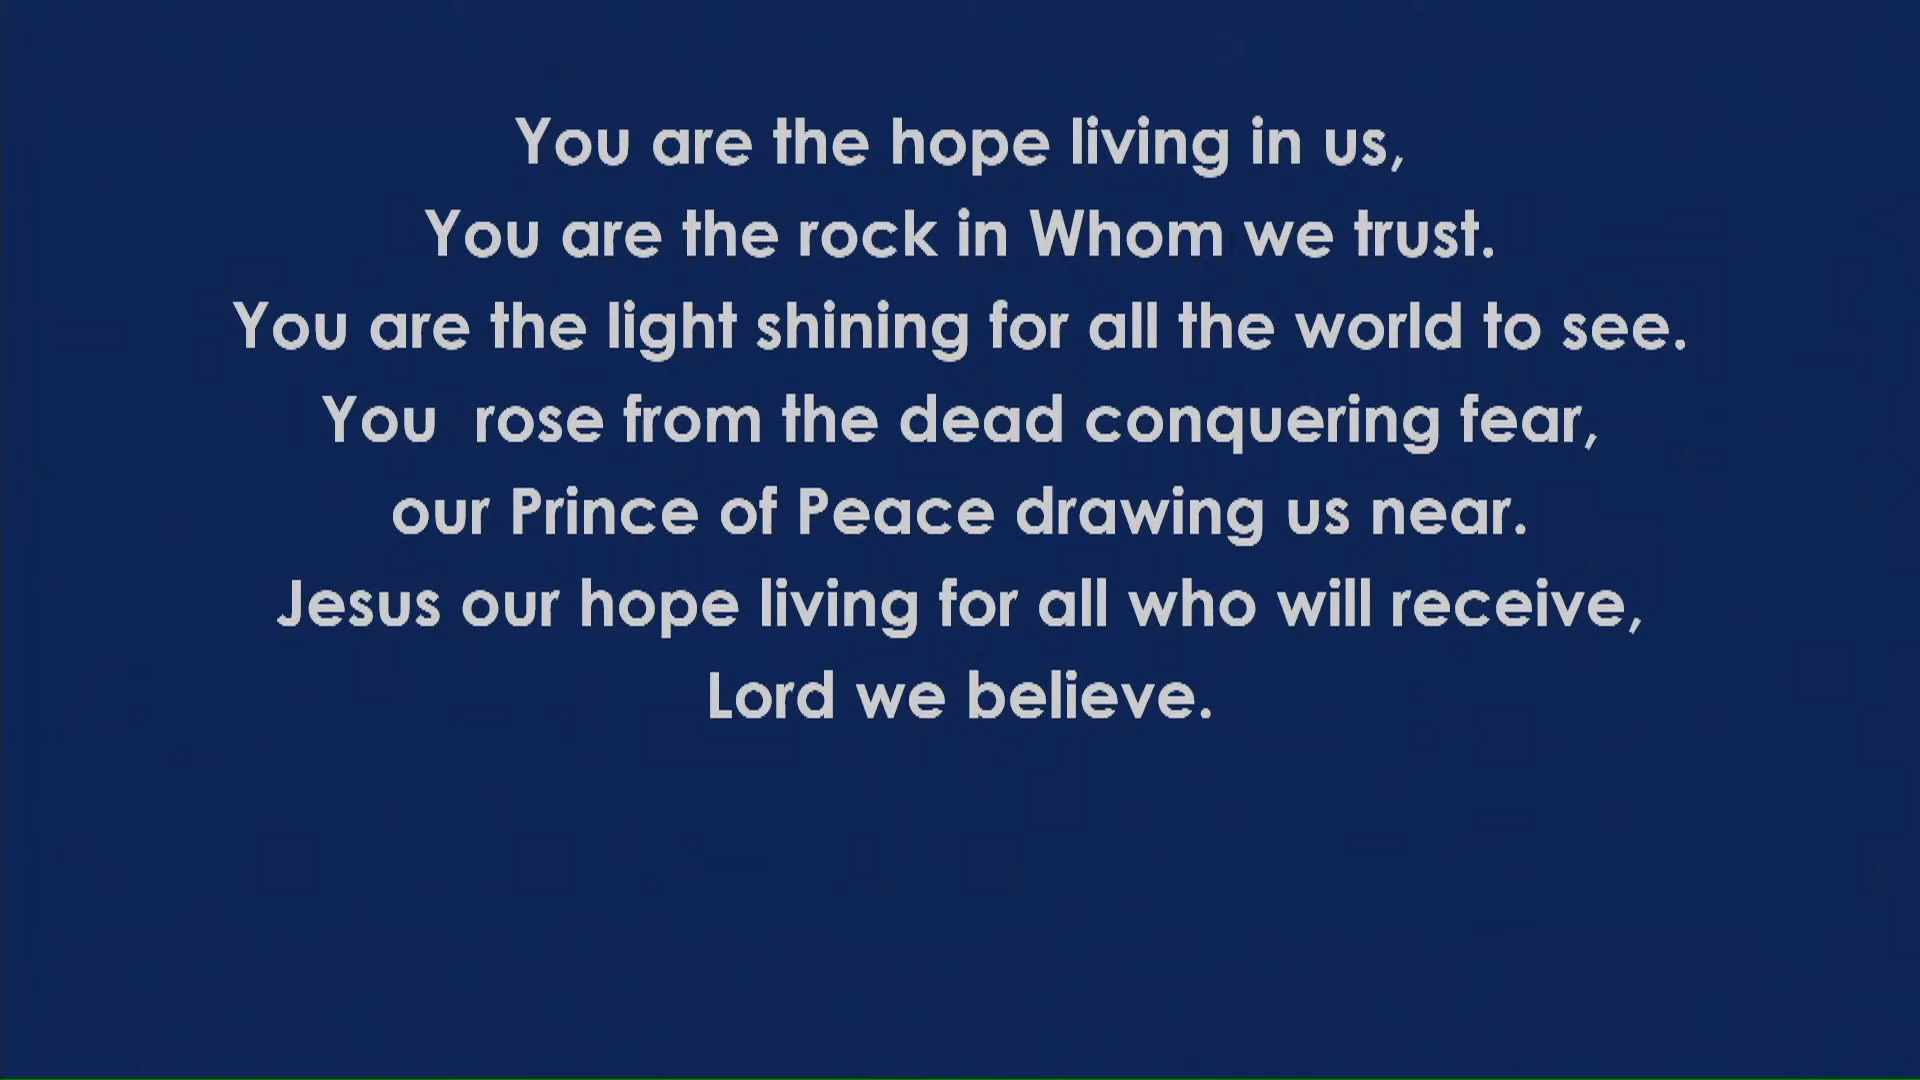 You are the hope living in us,
You are the rock in Whom we trust.
You are the light shining for all the world to see.
You  rose from the dead conquering fear,
our Prince of Peace drawing us near.
Jesus our hope living for all who will receive,
Lord we believe.